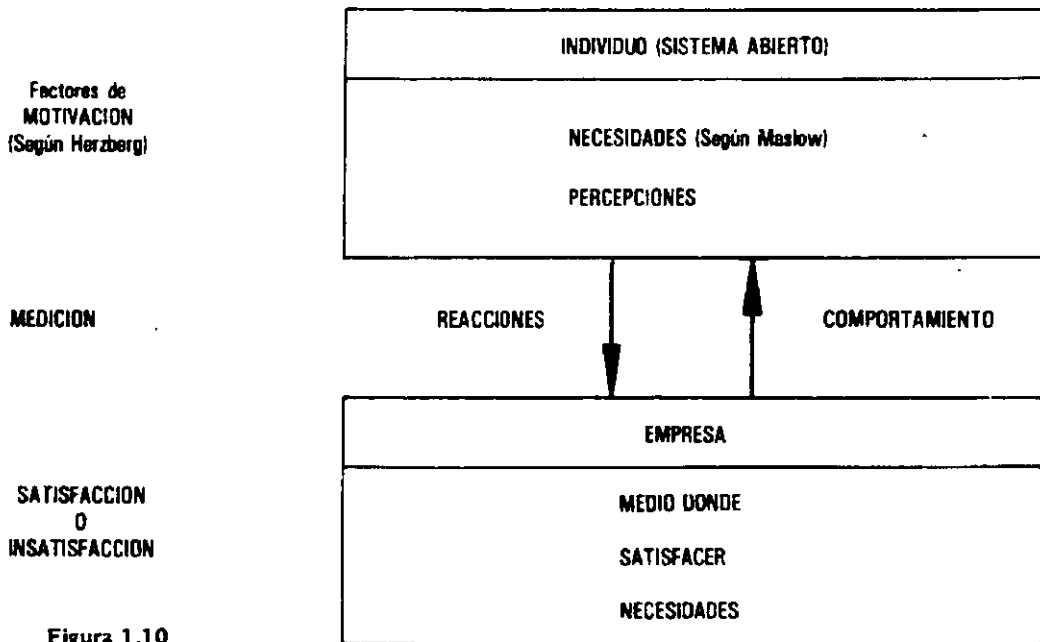 INDIVIDUO (SISTEMA ABIERTO)
Factores de
MOTIVACION
(Según Herzberg)
NECESIDADES (Según Maslow)
PERCEPCIONES
MEDICION
REACCIONES
COMPORTAMIENTO
EMPRESA
SATISFACCION
O
INSATISFACCION
MEDIO DONDE
SATISFACER
NECESIDADES
Figura 1.10